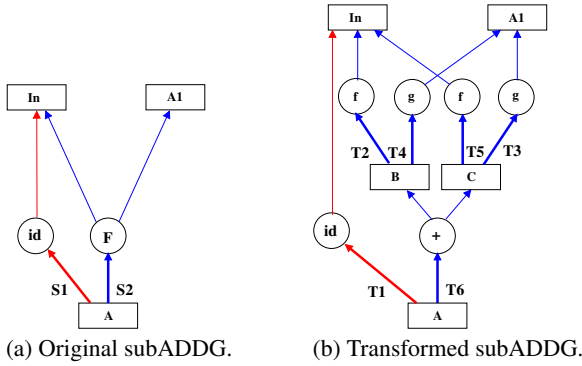 In A1
In A1
f g f g
T2 T4 T5 T3
B C
id F
id +
S1 S2
T1 T6
A
A
(a) Original subADDG. (b) Transformed subADDG.